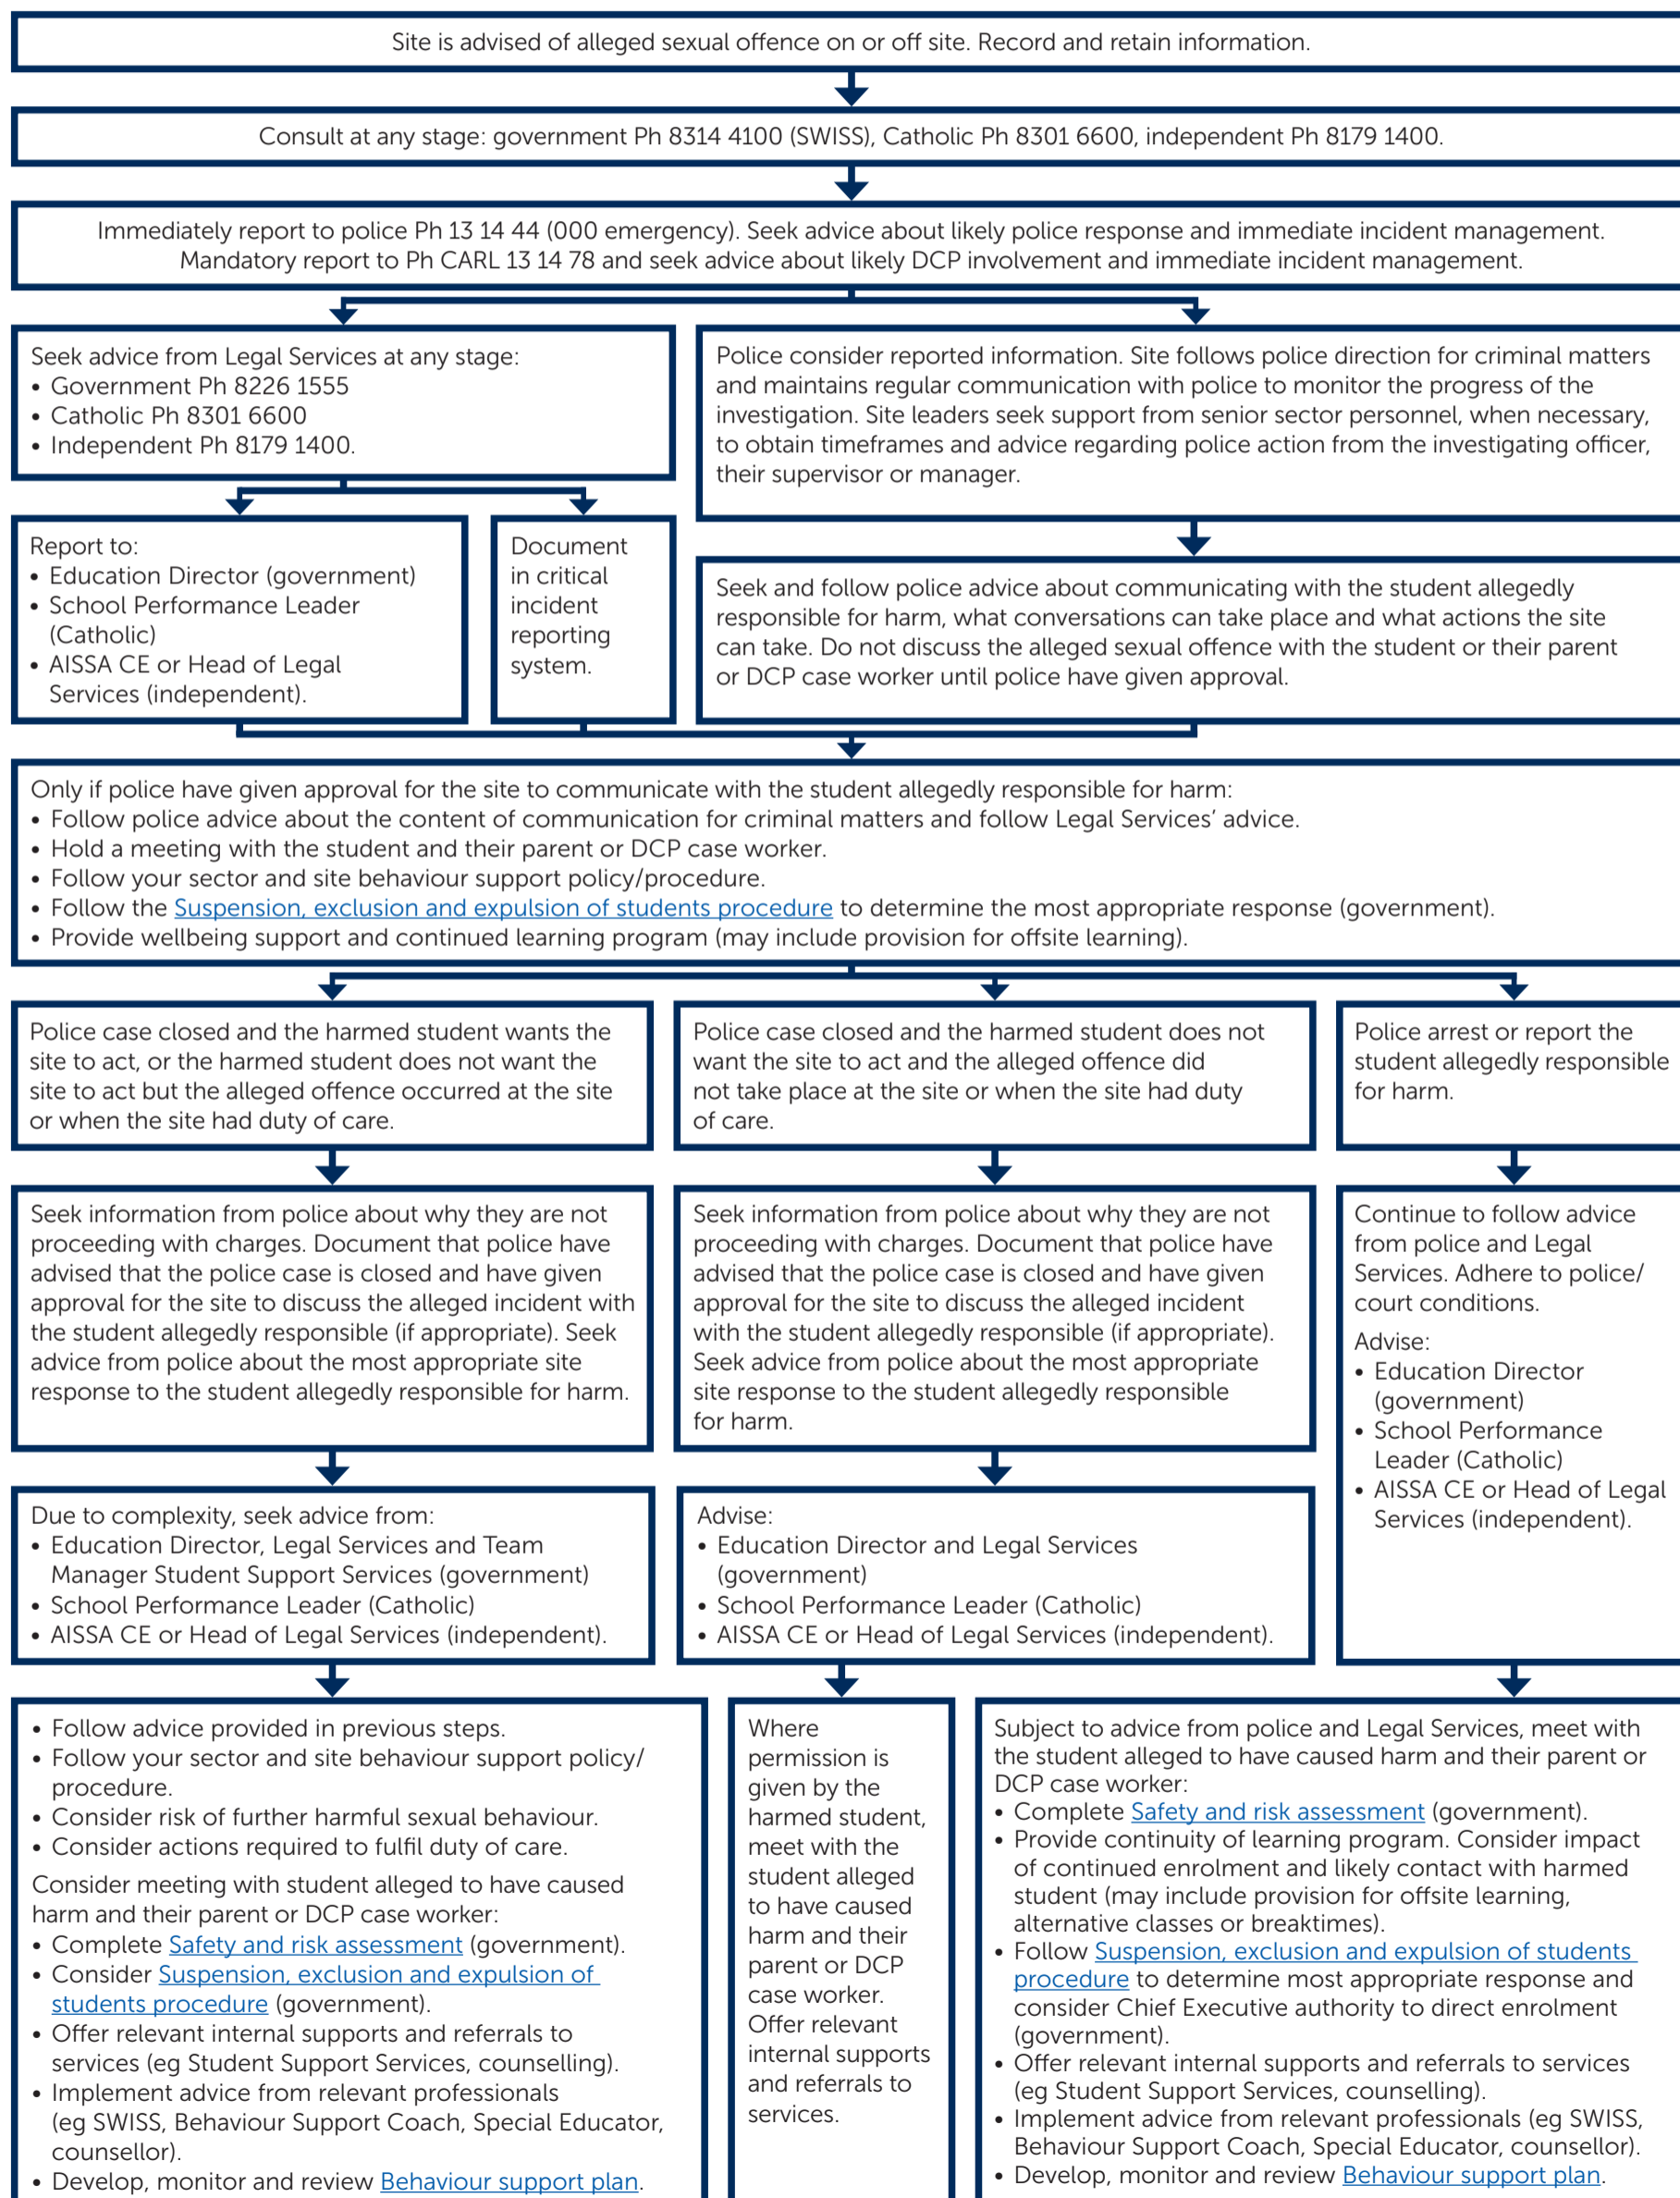 Site is advised of alleged sexual offence on or off site. Record and retain information.
Consult at any stage: government Ph 8314 4100 (SWISS), Catholic Ph 8301 6600, independent Ph 8179 1400.
Immediately report to police Ph 13 14 44 (000 emergency). Seek advice about likely police response and immediate incident management.
Mandatory report to Ph CARL 13 14 78 and seek advice about likely DCP involvement and immediate incident management.
Seek advice from Legal Services at any stage:
• Government Ph 8226 1555
• Catholic Ph 8301 6600
• Independent Ph 8179 1400.
Police consider reported information. Site follows police direction for criminal matters
and maintains regular communication with police to monitor the progress of the
investigation. Site leaders seek support from senior sector personnel, when necessary,
to obtain timeframes and advice regarding police action from the investigating officer,
their supervisor or manager.
Report to:
• Education Director (government)
• School Performance Leader
(Catholic)
• AISSA CE or Head of Legal
Services (independent).
Document
in critical
incident
reporting
system.
Seek and follow police advice about communicating with the student allegedly
responsible for harm, what conversations can take place and what actions the site
can take. Do not discuss the alleged sexual offence with the student or their parent
or DCP case worker until police have given approval.
Only if police have given approval for the site to communicate with the student allegedly responsible for harm:
• Follow police advice about the content of communication for criminal matters and follow Legal Services’ advice.
• Hold a meeting with the student and their parent or DCP case worker.
• Follow your sector and site behaviour support policy/procedure.
• Follow the Suspension, exclusion and expulsion of students procedure to determine the most appropriate response (government).
• Provide wellbeing support and continued learning program (may include provision for offsite learning).
Police case closed and the harmed student wants the
site to act, or the harmed student does not want the
site to act but the alleged offence occurred at the site
or when the site had duty of care.
Police case closed and the harmed student does not
want the site to act and the alleged offence did
not take place at the site or when the site had duty
of care.
Police arrest or report the
student allegedly responsible
for harm.
Seek information from police about why they are not
proceeding with charges. Document that police have
advised that the police case is closed and have given
approval for the site to discuss the alleged incident with
the student allegedly responsible (if appropriate). Seek
advice from police about the most appropriate site
response to the student allegedly responsible for harm.
Seek information from police about why they are not
proceeding with charges. Document that police have
advised that the police case is closed and have given
approval for the site to discuss the alleged incident
with the student allegedly responsible (if appropriate).
Seek advice from police about the most appropriate
site response to the student allegedly responsible
for harm.
Continue to follow advice
from police and Legal
Services. Adhere to police/
court conditions.
Advise:
• Education Director
(government)
• School Performance
Leader (Catholic)
• AISSA CE or Head of Legal
Services (independent).
Due to complexity, seek advice from:
• Education Director, Legal Services and Team
Manager Student Support Services (government)
• School Performance Leader (Catholic)
• AISSA CE or Head of Legal Services (independent).
Advise:
• Education Director and Legal Services
(government)
• School Performance Leader (Catholic)
• AISSA CE or Head of Legal Services (independent).
• Follow advice provided in previous steps.
• Follow your sector and site behaviour support policy/
procedure.
• Consider risk of further harmful sexual behaviour.
• Consider actions required to fulfil duty of care.
Consider meeting with student alleged to have caused
harm and their parent or DCP case worker:
• Complete Safety and risk assessment (government).
• Consider Suspension, exclusion and expulsion of
students procedure (government).
• Offer relevant internal supports and referrals to
services (eg Student Support Services, counselling).
• Implement advice from relevant professionals
(eg SWISS, Behaviour Support Coach, Special Educator,
counsellor).
• Develop, monitor and review Behaviour support plan.
Where
permission is
given by the
harmed student,
meet with the
student alleged
to have caused
harm and their
parent or DCP
case worker.
Offer relevant
internal supports
and referrals to
services.
Subject to advice from police and Legal Services, meet with
the student alleged to have caused harm and their parent or
DCP case worker:
• Complete Safety and risk assessment (government).
• Provide continuity of learning program. Consider impact
of continued enrolment and likely contact with harmed
student (may include provision for offsite learning,
alternative classes or breaktimes).
• Follow Suspension, exclusion and expulsion of students
procedure to determine most appropriate response and
consider Chief Executive authority to direct enrolment
(government).
• Offer relevant internal supports and referrals to services
(eg Student Support Services, counselling).
• Implement advice from relevant professionals (eg SWISS,
Behaviour Support Coach, Special Educator, counsellor).
• Develop, monitor and review Behaviour support plan.